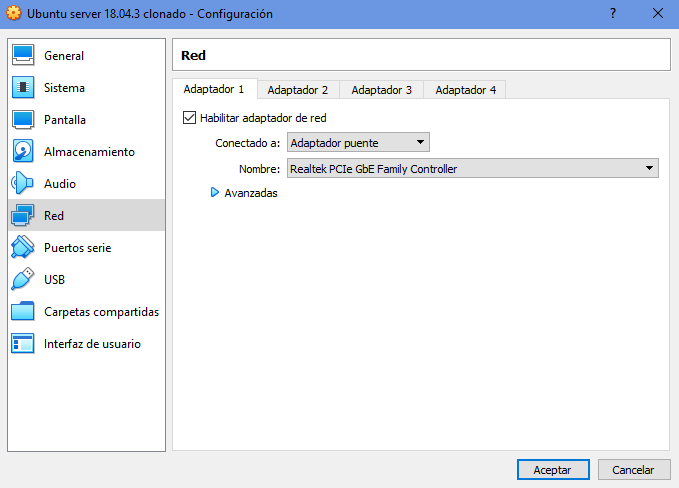 Ubuntu server 18.04.3 clonado - Configuración
?
General
Sistema
Pantalla
Almacenamiento
Audio
Red
Puertos serie
USB
Carpetas compartidas
Interfaz de usuario
Red
Adaptador 1 Adaptador 2 Adaptador 3 Adaptador 4
Habilitar adaptador de red
Conectado a: Adaptador puente
Nombre: Realtek PCIe GbE Family Controller
Avanzadas
Aceptar Cancelar